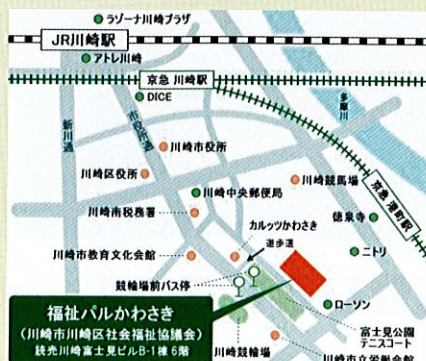 ラゾーナ川崎プラザ
JR川崎駅
アトレ川崎
京急 川崎駅
DICE
多摩川
新川通
市役所通
川崎市役所
川崎区役所
川崎競馬場
京急 港町駅
川崎中央郵便局
徳泉寺
川崎南税務署
カルッツかわさき
遊歩道
ニトリ
川崎市教育文化会館
競輪場前バス停
ローソン
福祉パルかわさき
(川崎市川崎区社会福祉協議会)
読売川崎富士見ビルB-1棟 6階
富士見公園
テニスコート
川崎競輪場
川崎市立労働会館